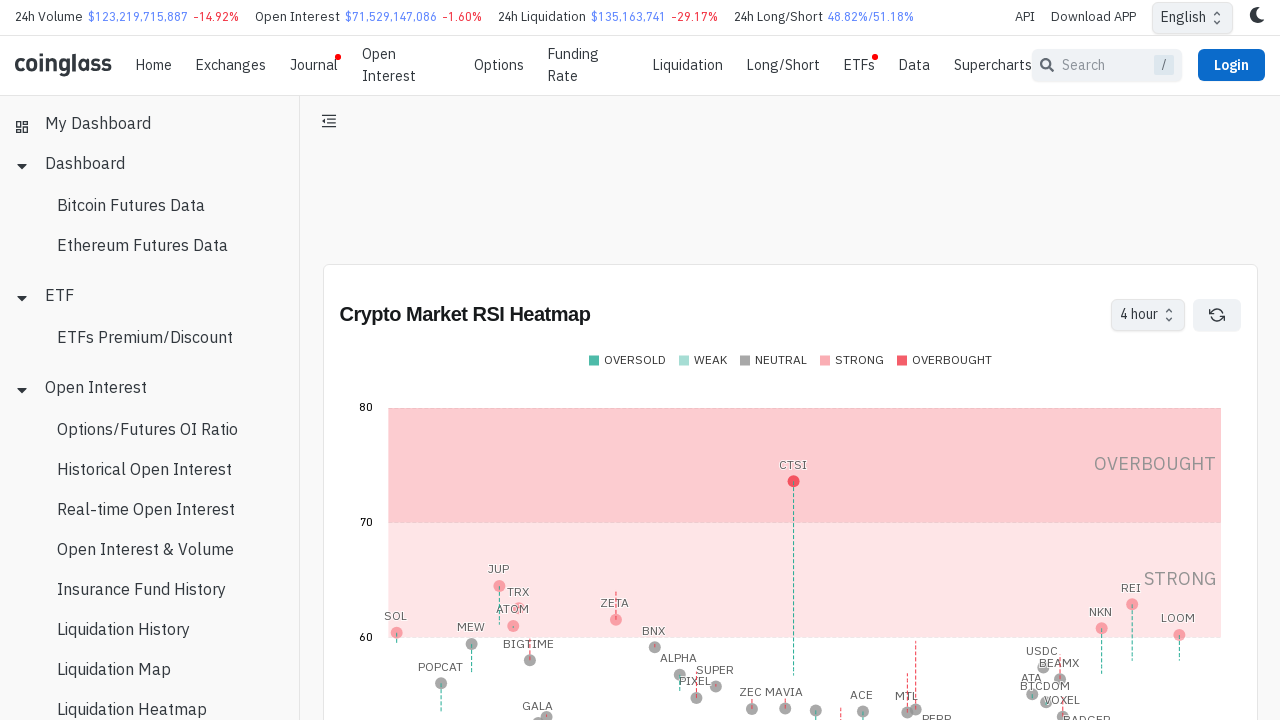 24h Volume $123,219,715,887 -14.92% Open Interest $71,529,147,086 -1.60% 24h Liquidation $135,163,741 -29.17% 24h Long/Short 48.82%/51.18% API Download APP English
coinglass Home Exchanges Journal Open Interest Options Funding Rate Liquidation Long/Short ETFs Data Supercharts Search / Login
My Dashboard
Dashboard
Bitcoin Futures Data
Ethereum Futures Data
ETF
ETFs Premium/Discount
Open Interest
Options/Futures OI Ratio
Historical Open Interest
Real-time Open Interest
Open Interest & Volume
Insurance Fund History
Liquidation History
Liquidation Map
Liquidation Heatmap
Crypto Market RSI Heatmap 4 hour
OVERSOLD WEAK NEUTRAL STRONG OVERBOUGHT
80
OVERBOUGHT
CTSI
70
JUP
STRONG
REI
TRX
ZETA
ATOM
NKN
SOL
LOOM
MEW
BNX
60
BIGTIME
USDC
ALPHA
BEAMX
POPCAT
SUPER
ATA
PIXEL
BTCDOM
ZEC MAVIA
ACE
MTL
VOXEL
GALA
PERP
BADGER